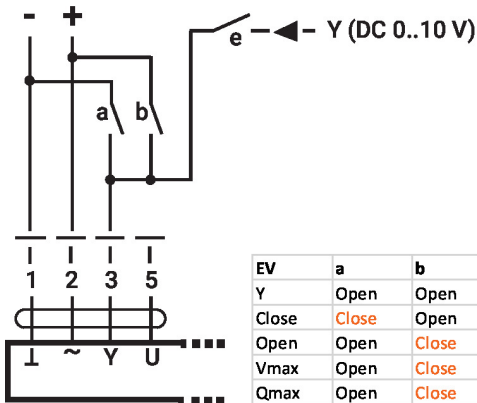 - +
e Y (DC 0..10 V)
a b
1 2 3 5
⊥ ~ Y U
EV a b
Y Open Open
Close Close Open
Open Open Close
Vmax Open Close
Qmax Open Close